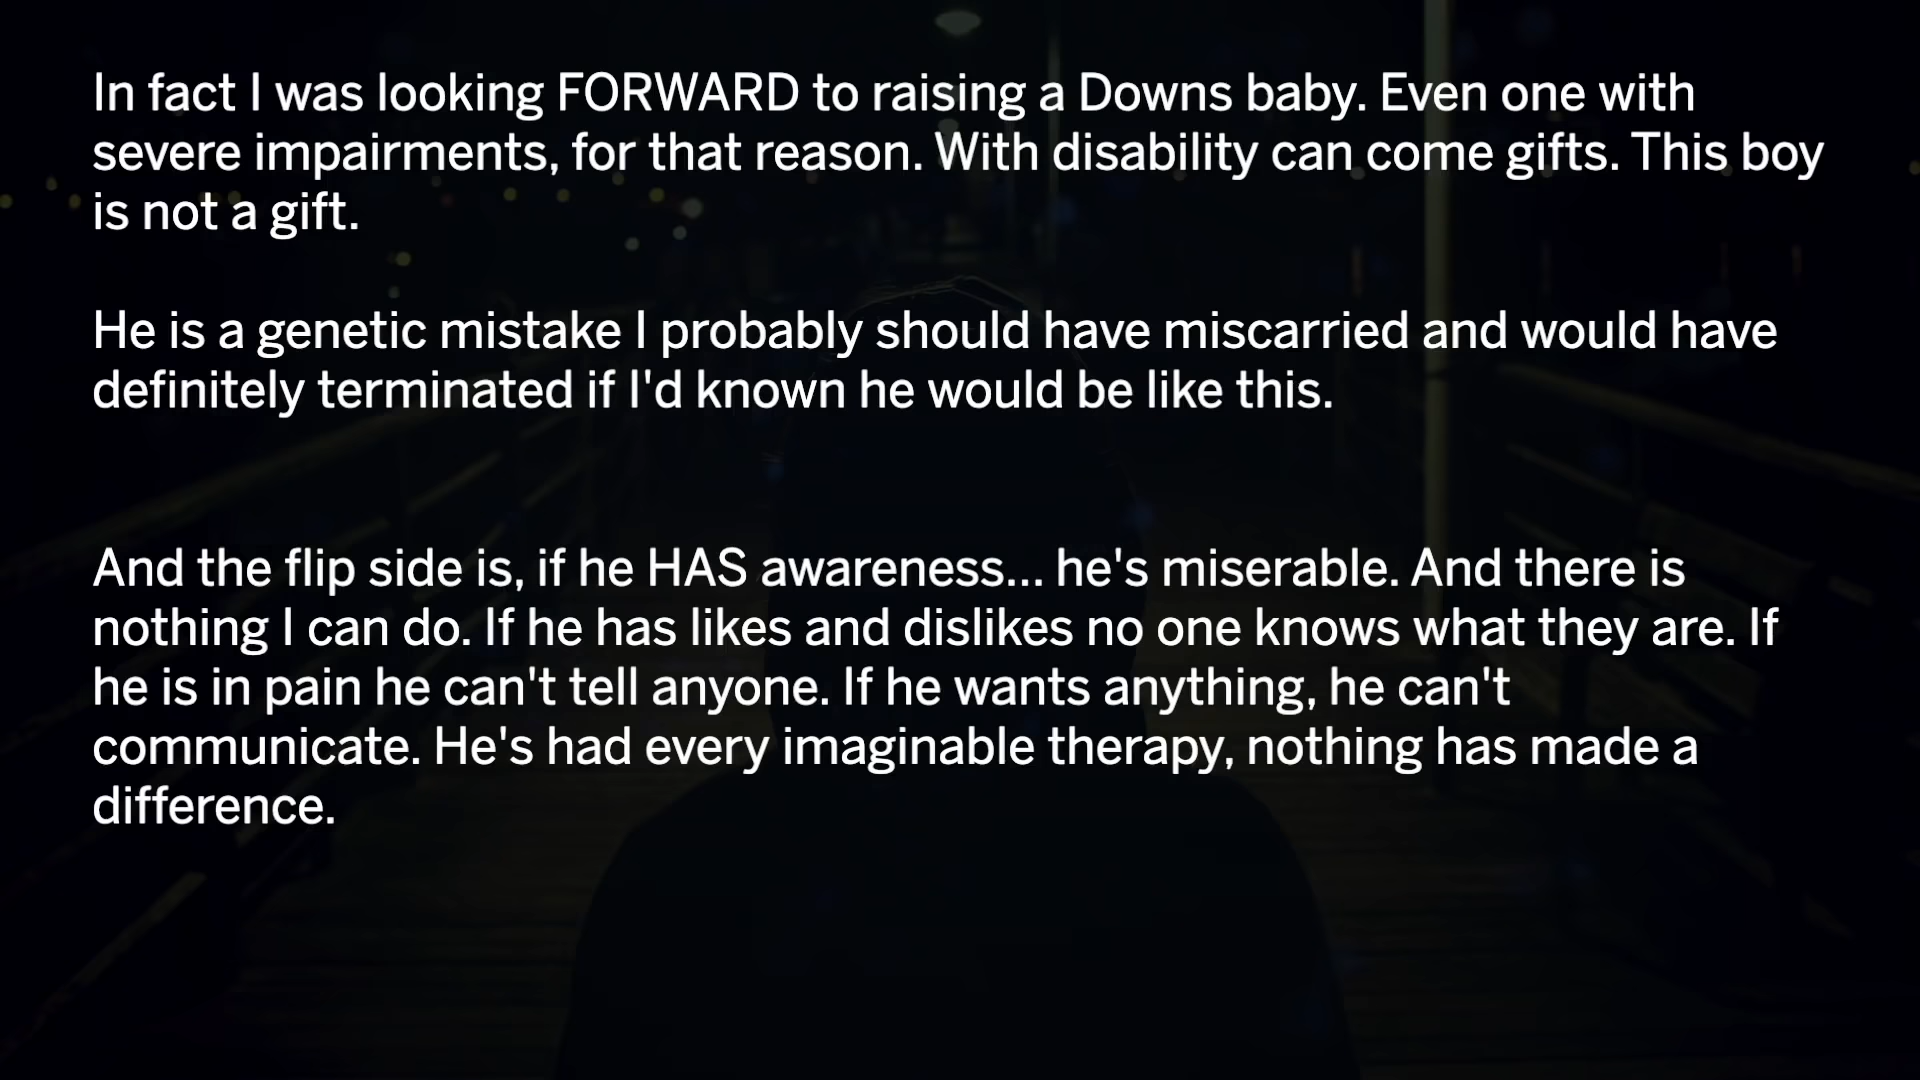 In fact I was looking FORWARD to raising a Downs baby. Even one with
severe impairments, for that reason. With disability can come gifts. This boy
is not a gift.
He is a genetic mistake I probably should have miscarried and would have
definitely terminated if I'd known he would be like this.
And the flip side is, if he HAS awareness... he's miserable. And there is
nothing I can do. If he has likes and dislikes no one knows what they are. If
he is in pain he can't tell anyone. If he wants anything, he can't
communicate. He's had every imaginable therapy, nothing has made a
difference.